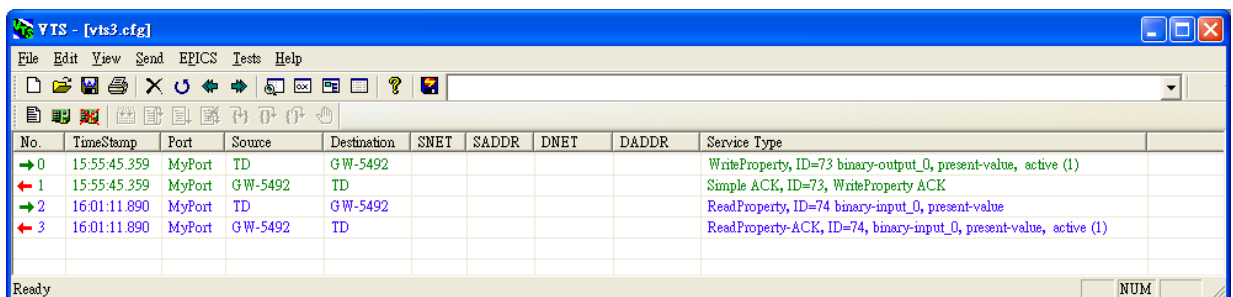 VTS - [vts3.cfg]
File Edit View Send EPICS Tests Help
No. TimeStamp Port Source Destination SNET SADDR DNET DADDR Service Type
0 15:55:45.359 MyPort TD GW-5492 WriteProperty, ID=73 binary-output_0, present-value, active (1)
1 15:55:45.359 MyPort GW-5492 TD Simple ACK, ID=73, WriteProperty ACK
2 16:01:11.890 MyPort TD GW-5492 ReadProperty, ID=74 binary-input_0, present-value
3 16:01:11.890 MyPort GW-5492 TD ReadProperty-ACK, ID=74, binary-input_0, present-value, active (1)
Ready NUM